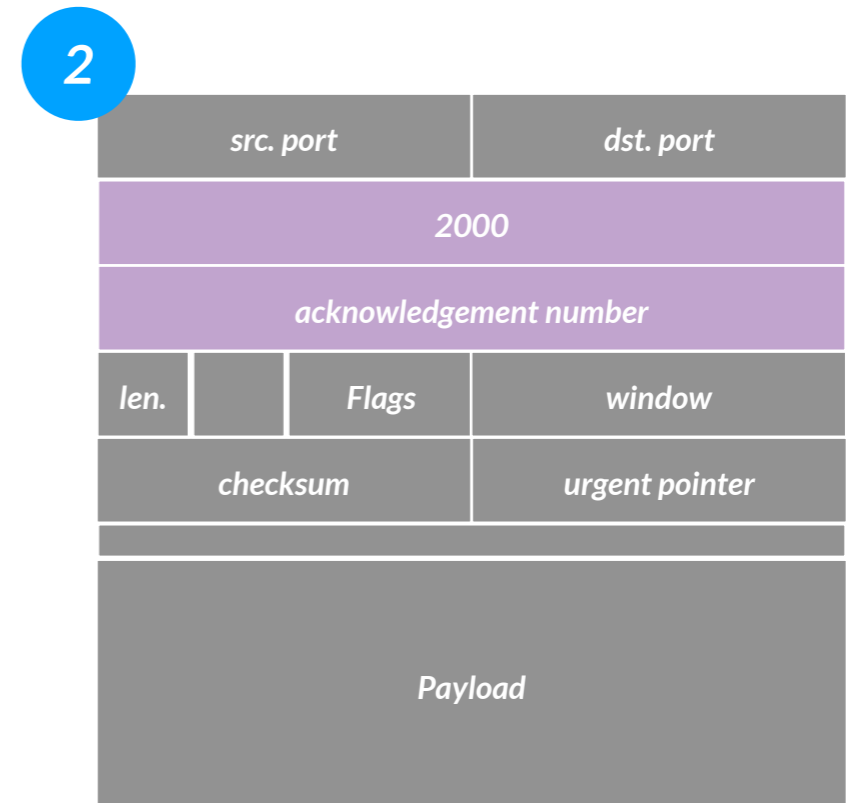 2
src. port dst. port
2000
acknowledgement number
len. Flags window
checksum urgent pointer
Payload